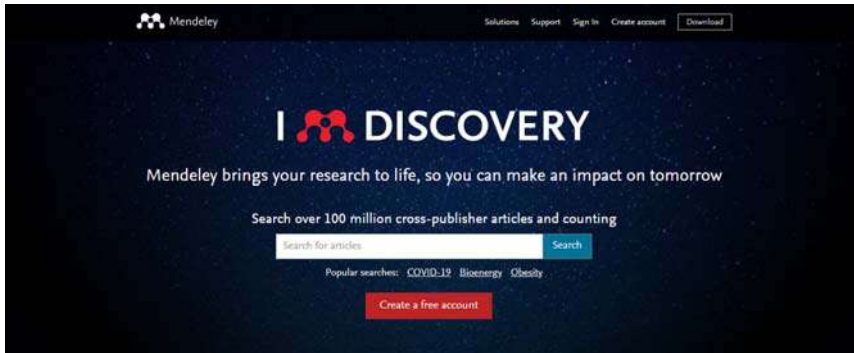 Mendeley
Solutions Support Sign In Create account Download
I DISCOVERY
Mendeley brings your research to life, so you can make an impact on tomorrow
Search over 100 million cross-publisher articles and counting
Search for articles Search
Popular searches: COVID-19 Bioenergy Obesity
Create a free account